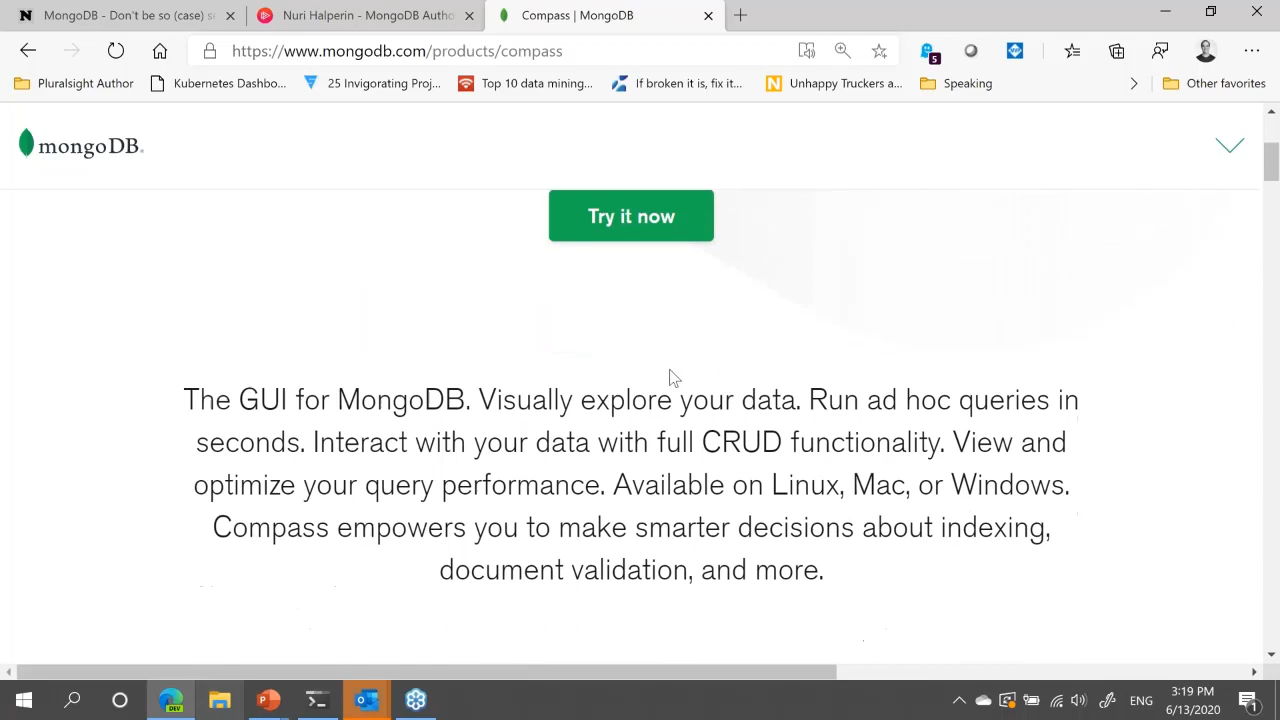 MongoDB - Don't be so (case) s
Nuri Halperin - MongoDB Autho
Compass | MongoDB
https://www.mongodb.com/products/compass
5
Pluralsight Author
Kubernetes Dashbo...
25 Invigorating Proj...
Top 10 data mining...
If broken it is, fix it...
Unhappy Truckers a...
Speaking
Other favorites
mongoDB.
Try it now
The GUI for MongoDB. Visually explore your data. Run ad hoc queries in
seconds. Interact with your data with full CRUD functionality. View and
optimize your query performance. Available on Linux, Mac, or Windows.
Compass empowers you to make smarter decisions about indexing,
document validation, and more.
DEV
ENG
3:19 PM
6/13/2020
1